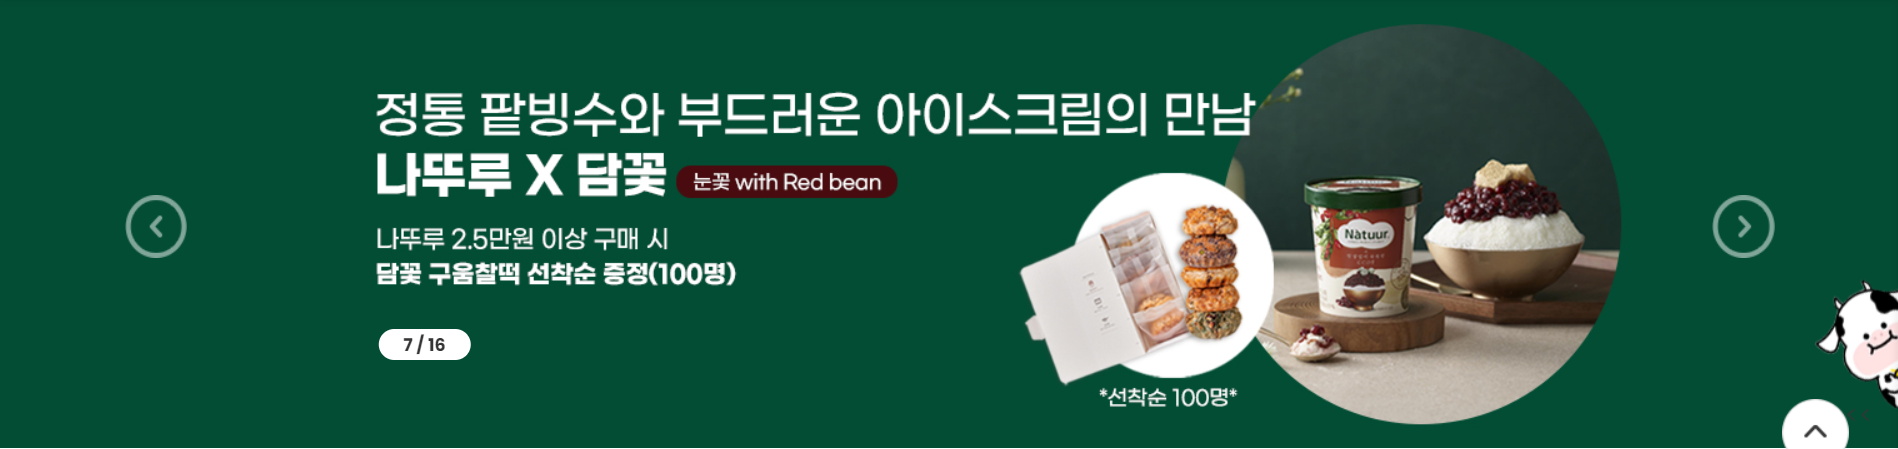 정통 팥빙수와 부드러운 아이스크림의 만남
나뚜루 X 담꽃 눈꽃 with Red bean
나뚜루 2.5만원 이상 구매 시
담꽃 구움찰떡 선착순 증정(100명)
7 / 16
Natuur
*선착순 100명*